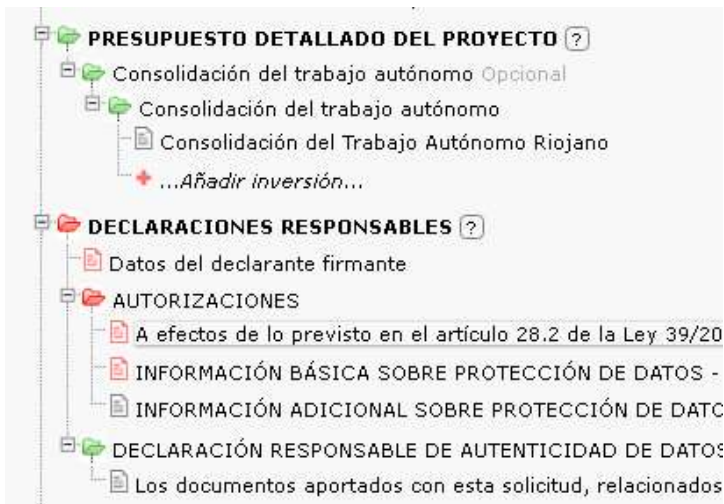 PRESUPUESTO DETALLADO DEL PROYECTO ?
Consolidación del trabajo autónomo Opcional
Consolidación del trabajo autónomo
Consolidación del Trabajo Autónomo Riojano
...Añadir inversión...
DECLARACIONES RESPONSABLES ?
Datos del declarante firmante
AUTORIZACIONES
A efectos de lo previsto en el artículo 28.2 de la Ley 39/20
INFORMACIÓN BÁSICA SOBRE PROTECCIÓN DE DATOS -
INFORMACIÓN ADICIONAL SOBRE PROTECCIÓN DE DATO
DECLARACIÓN RESPONSABLE DE AUTENTICIDAD DE DATOS
Los documentos aportados con esta solicitud, relacionados